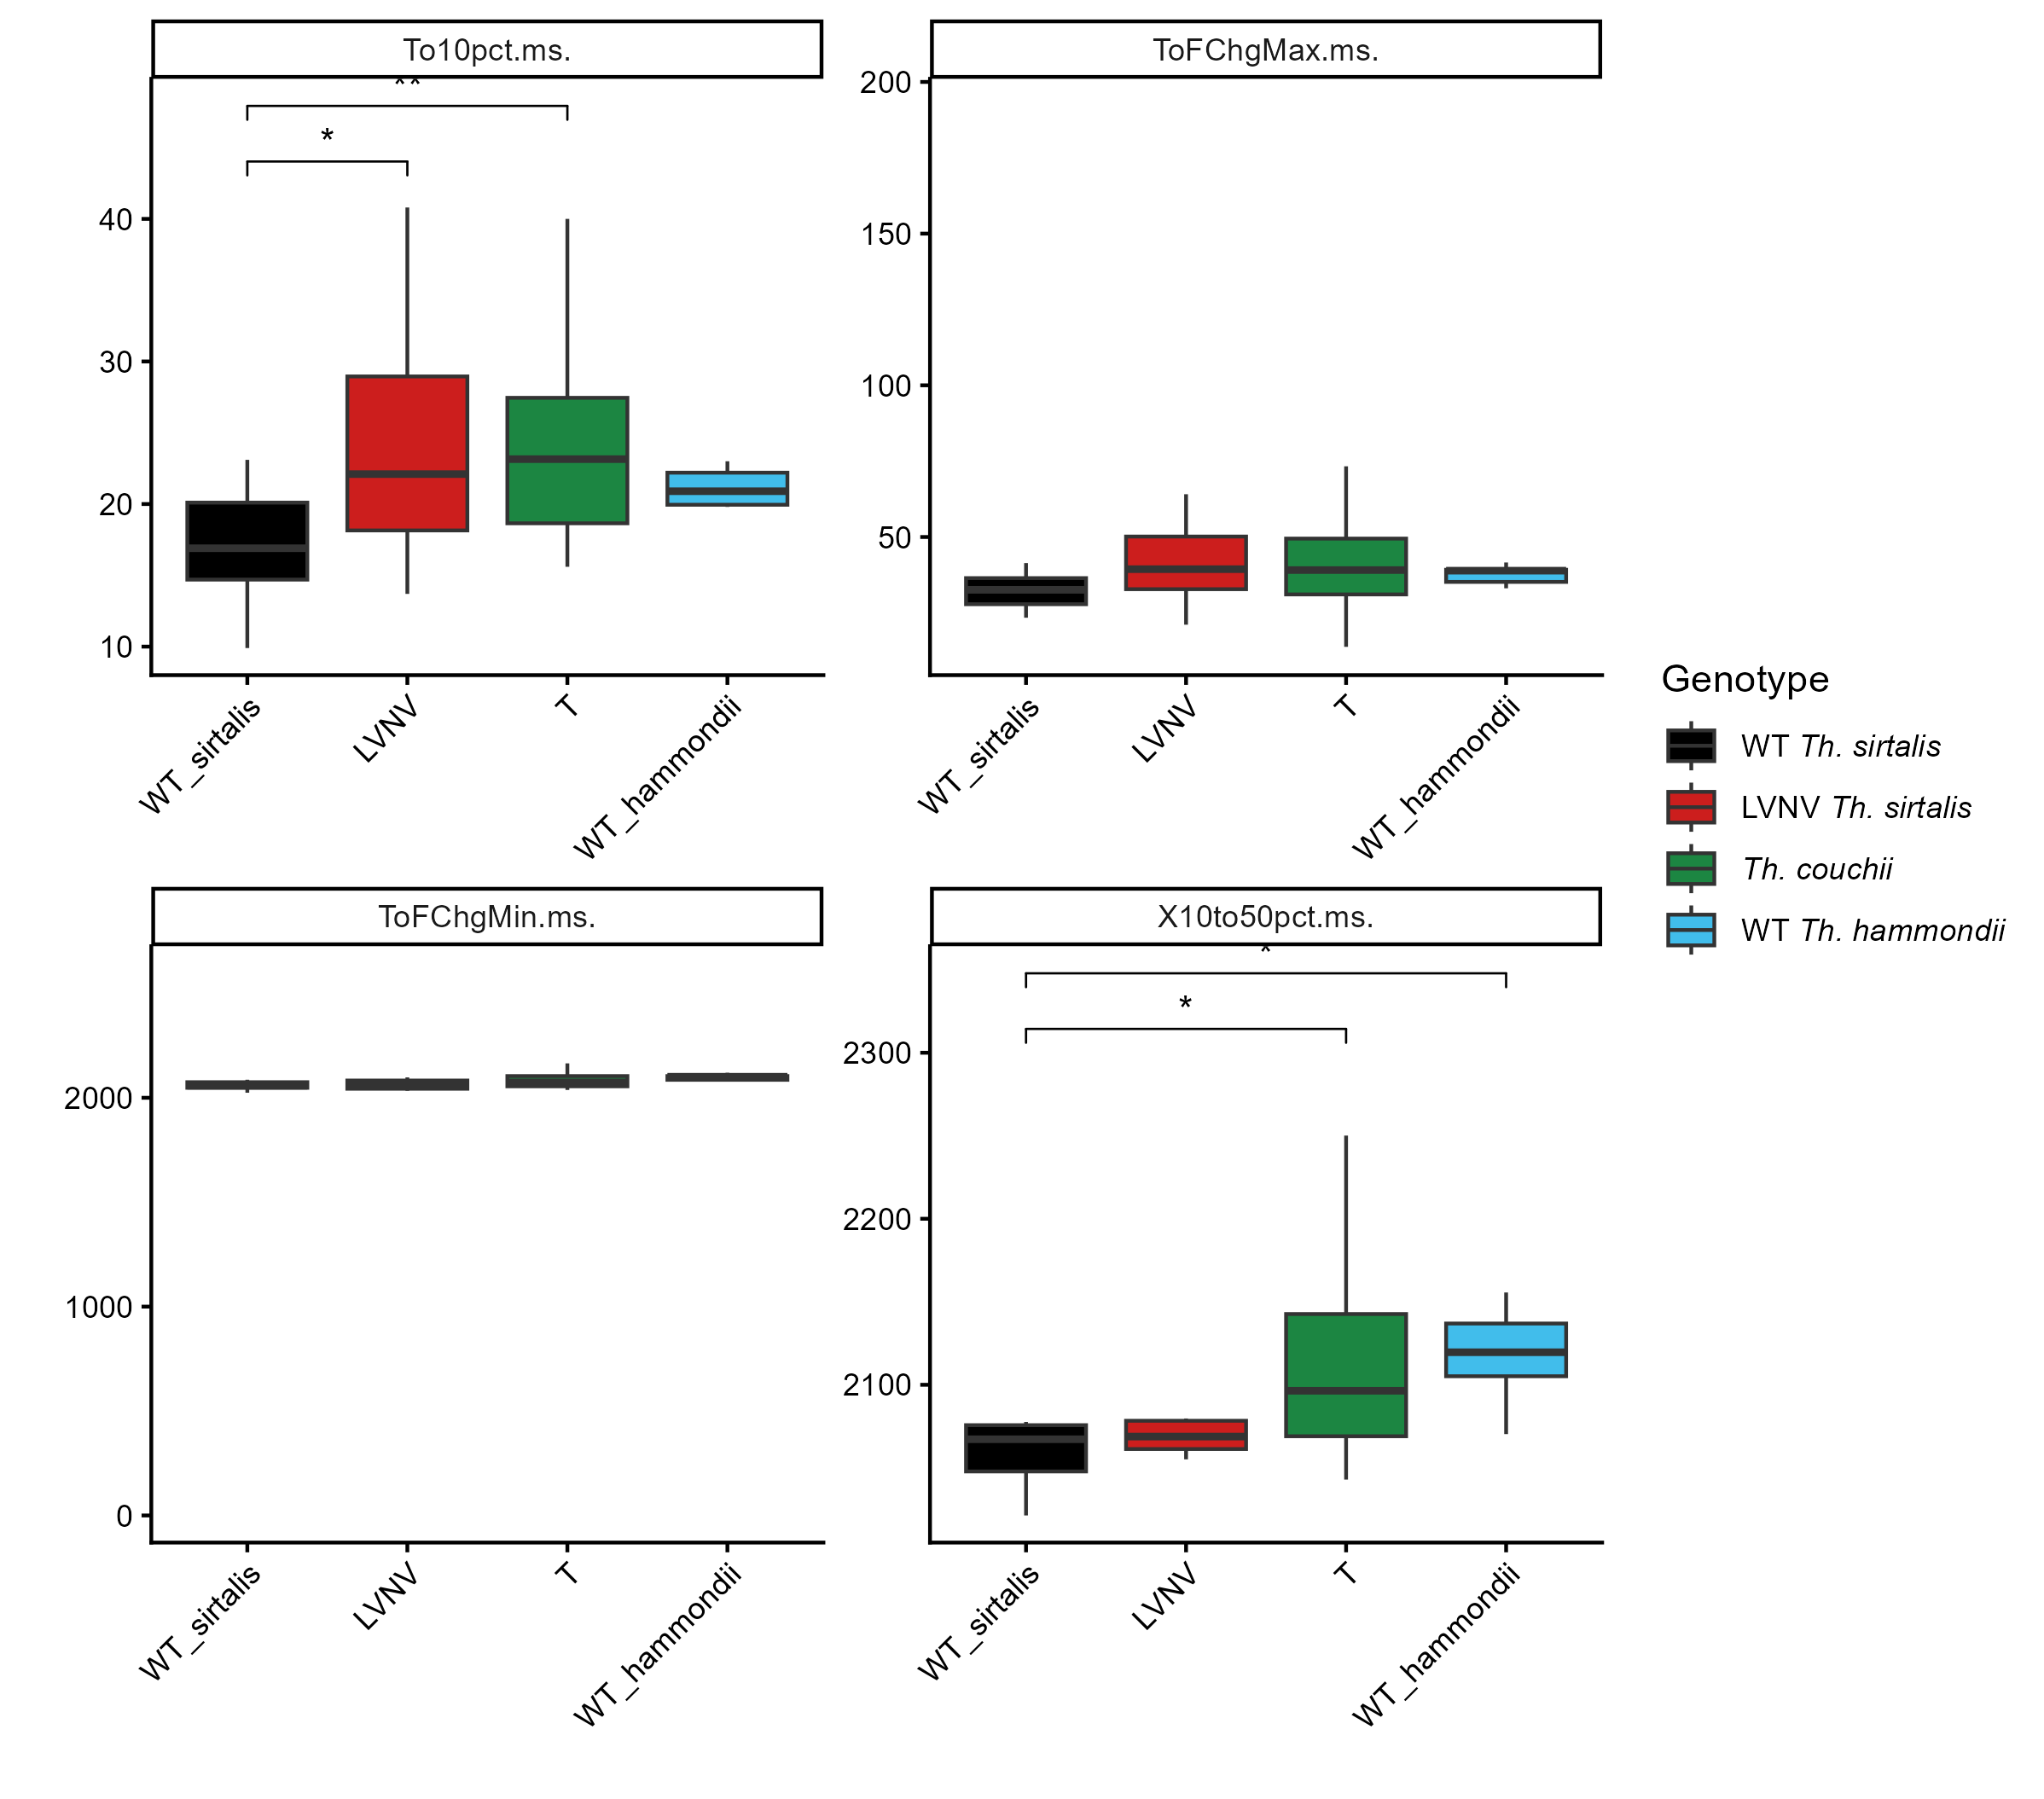 To10pct.ms.
**
*
40
30
20
10
WT_sirtalis
LVNV
T
WT_hammondii
ToFChgMax.ms.
200
150
100
50
WT_sirtalis
LVNV
T
WT_hammondii
ToFChgMin.ms.
2000
1000
0
WT_sirtalis
LVNV
T
WT_hammondii
X10to50pct.ms.
*
*
2300
2200
2100
WT_sirtalis
LVNV
T
WT_hammondii
Genotype
WT Th. sirtalis
LVNV Th. sirtalis
Th. couchii
WT Th. hammondii